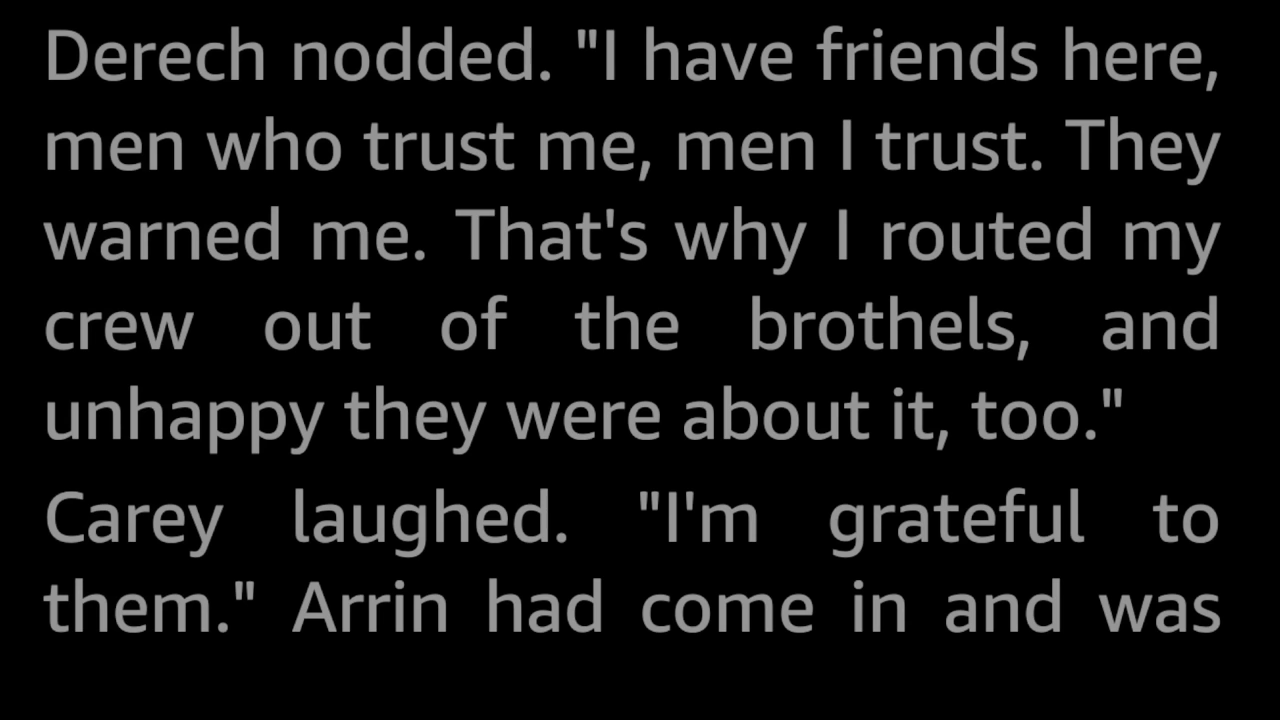 Derech nodded. "I have friends here,
men who trust me, men I trust. They
warned me. That's why I routed my
crew out of the brothels, and
unhappy they were about it, too."
Carey laughed. "I'm grateful to
them." Arrin had come in and was